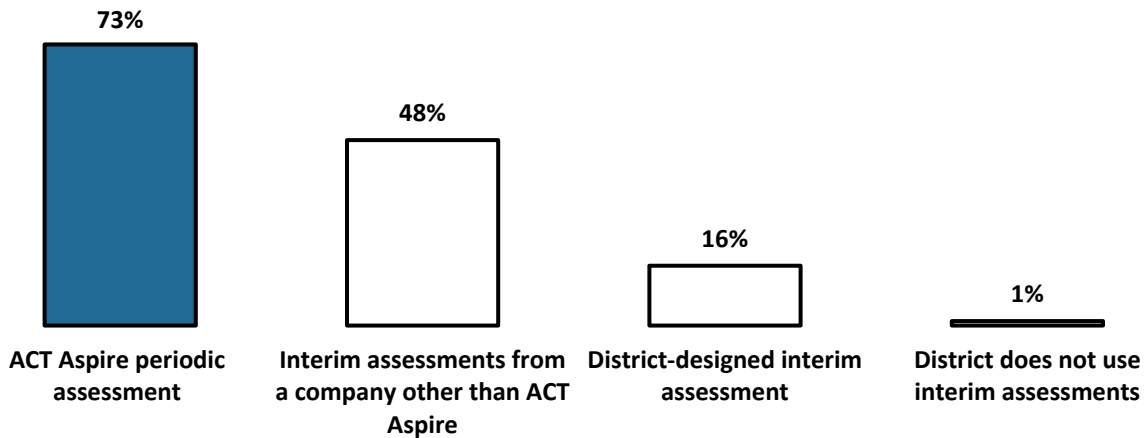 73%
48%
16%
1%
ACT Aspire periodic
assessment
Interim assessments from
a company other than ACT
Aspire
District-designed interim
assessment
District does not use
interim assessments